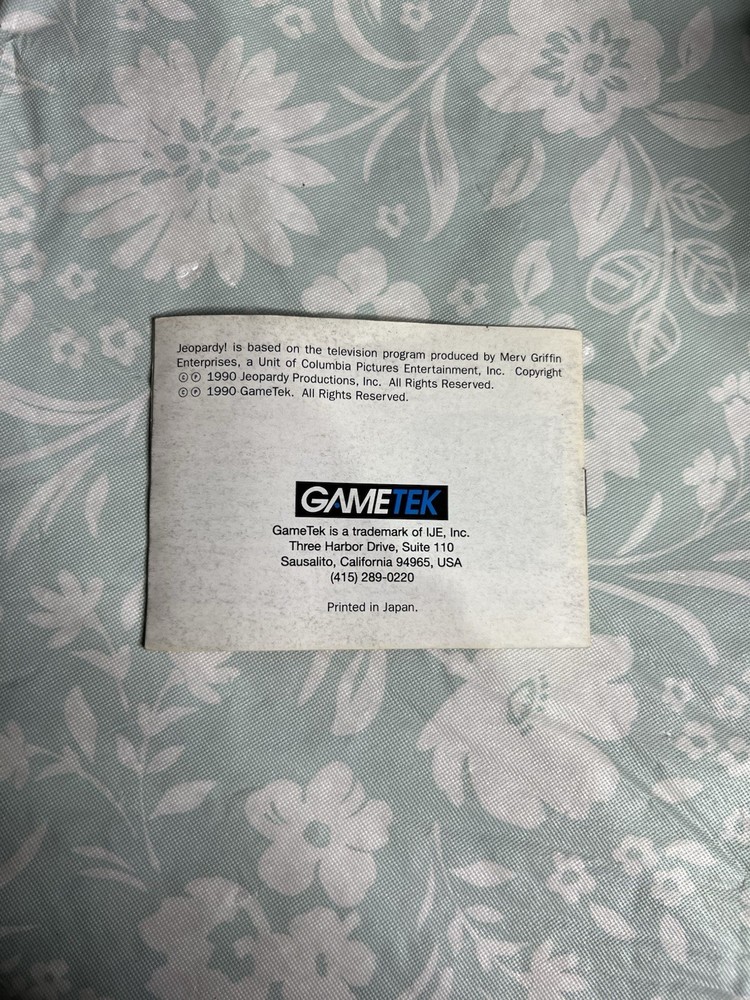 Jeopardy! is based on the television program produced by Merv Griffin
Enterprises, a Unit of Columbia Pictures Entertainment, Inc. Copyright
© ℗ 1990 Jeopardy Productions, Inc. All Rights Reserved.
© ℗ 1990 GameTek. All Rights Reserved.
GAMETEK
GameTek is a trademark of IJE, Inc.
Three Harbor Drive, Suite 110
Sausalito, California 94965, USA
(415) 289-0220
Printed in Japan.